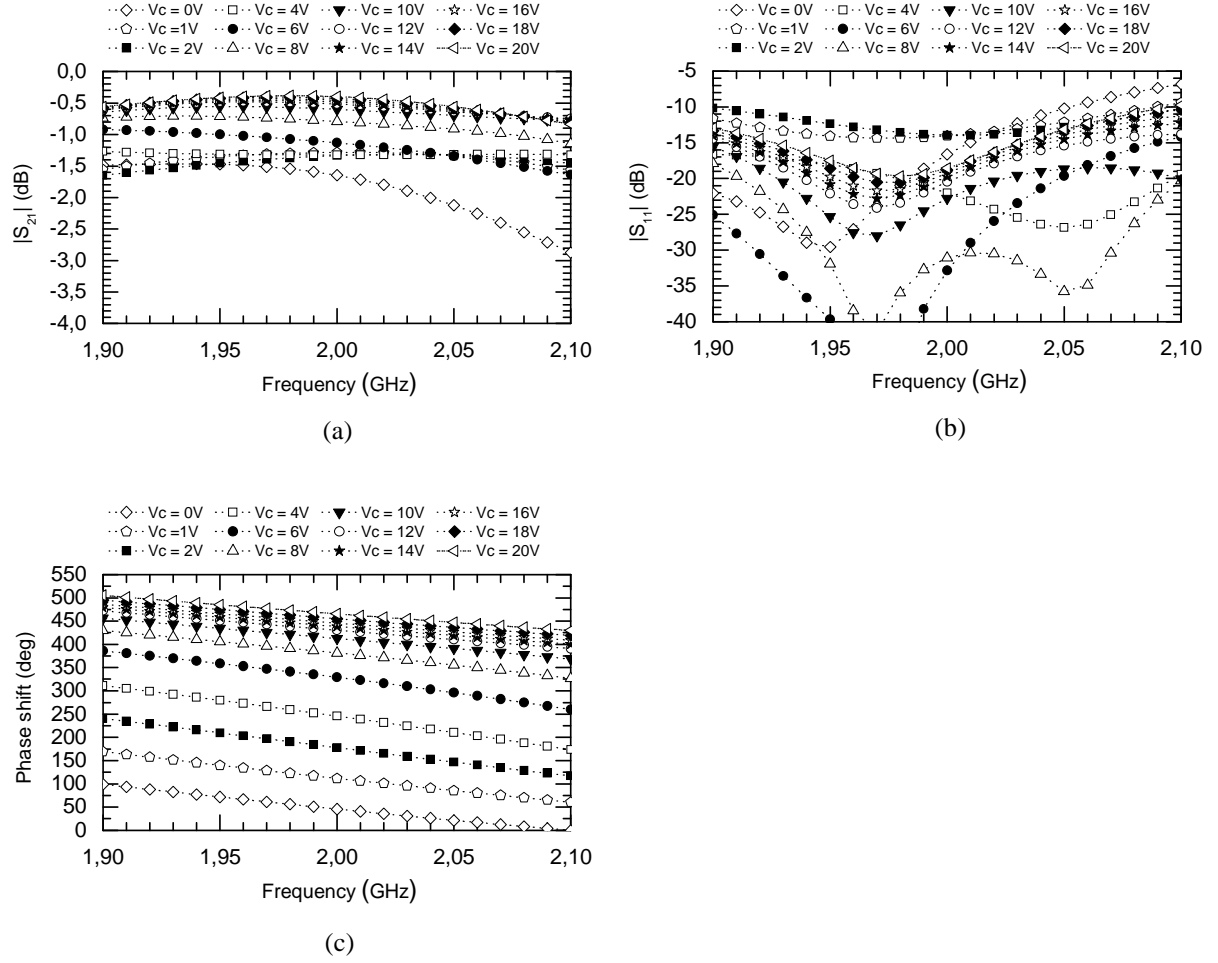 Vc = 0V Vc = 4V Vc = 10V Vc = 16V
Vc =1V Vc = 6V Vc = 12V Vc = 18V
Vc = 2V Vc = 8V Vc = 14V Vc = 20V
0,0
-0,5
-1,0
-1,5
-2,0
-2,5
-3,0
-3,5
-4,0
|S21| (dB)
1,90 1,95 2,00 2,05 2,10
Frequency (GHz)
(a)
Vc = 0V Vc = 4V Vc = 10V Vc = 16V
Vc =1V Vc = 6V Vc = 12V Vc = 18V
Vc = 2V Vc = 8V Vc = 14V Vc = 20V
-5
-10
-15
-20
-25
-30
-35
-40
|S11| (dB)
1,90 1,95 2,00 2,05 2,10
Frequency (GHz)
(b)
Vc = 0V Vc = 4V Vc = 10V Vc = 16V
Vc =1V Vc = 6V Vc = 12V Vc = 18V
Vc = 2V Vc = 8V Vc = 14V Vc = 20V
550
500
450
400
350
300
250
200
150
100
50
0
Phase shift (deg)
1,90 1,95 2,00 2,05 2,10
Frequency (GHz)
(c)